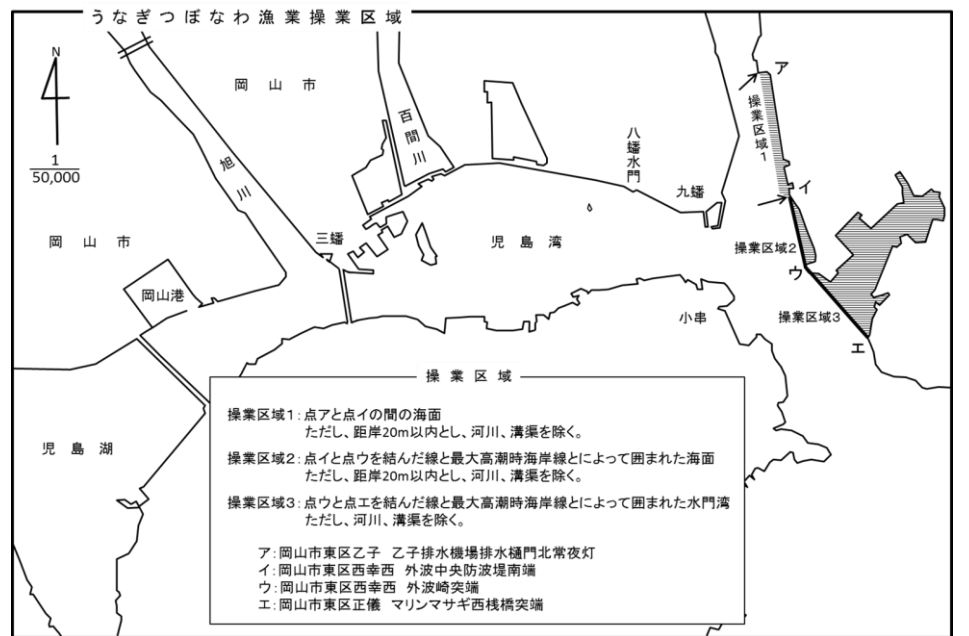 うなぎつぼなわ漁業操業区域
N
1
50,000
岡山市
旭川
百間川
八蟠水門
九蟠
ア
操業区域1
イ
操業区域2
ウ
操業区域3
エ
岡山市
三蟠
児島湾
岡山港
小串
児島湖
操業区域
操業区域1:点アと点イの間の海面
ただし、距岸20m以内とし、河川、溝渠を除く。
操業区域2:点イと点ウを結んだ線と最大高潮時海岸線とによって囲まれた海面
ただし、距岸20m以内とし、河川、溝渠を除く。
操業区域3:点ウと点エを結んだ線と最大高潮時海岸線とによって囲まれた水門湾
ただし、河川、溝渠を除く。
ア:岡山市東区乙子 乙子排水機場排水樋門北常夜灯
イ:岡山市東区西幸西 外波中央防波堤南端
ウ:岡山市東区西幸西 外波崎突端
エ:岡山市東区正儀 マリンマサギ西桟橋突端